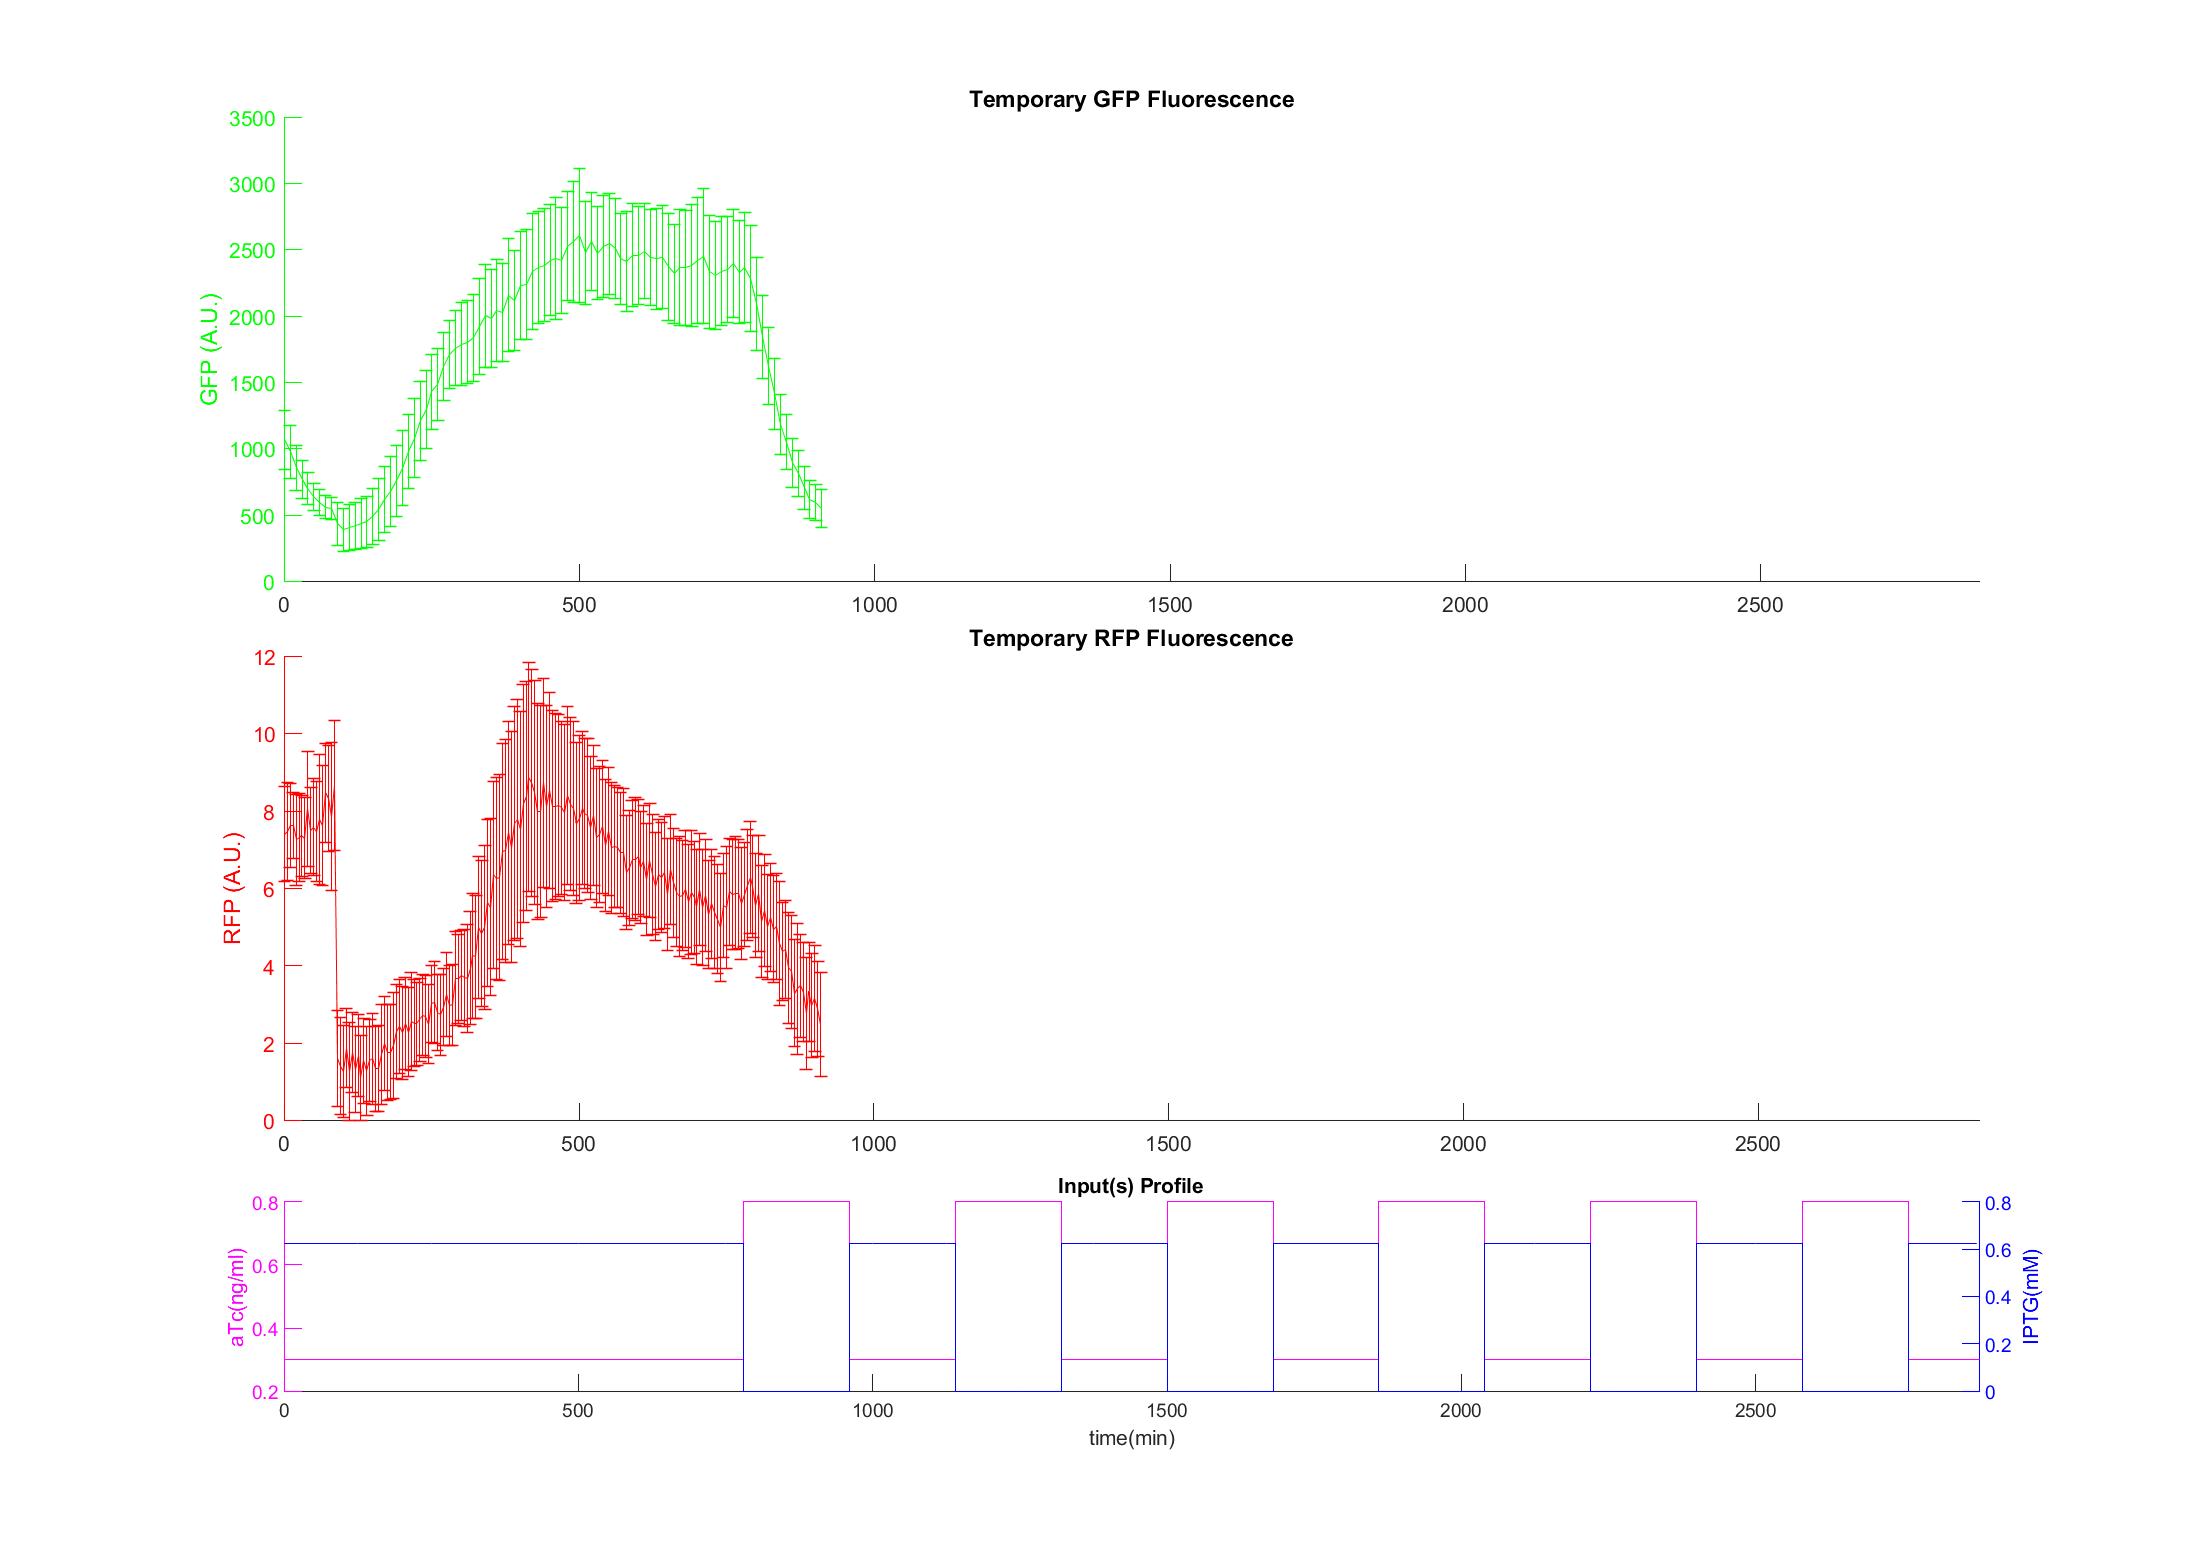 Temporary GFP Fluorescence
3500
3000
2500
2000
1500
1000
500
0
GFP (A.U.)
0 500 1000 1500 2000 2500
Temporary RFP Fluorescence
12
10
8
6
4
2
0
RFP (A.U.)
0 500 1000 1500 2000 2500
Input(s) Profile
0.8
0.6
0.4
0.2
aTc(ng/ml)
0.8
0.6
0.4
0.2
0
IPTG(mM)
0 500 1000 1500 2000 2500
time(min)